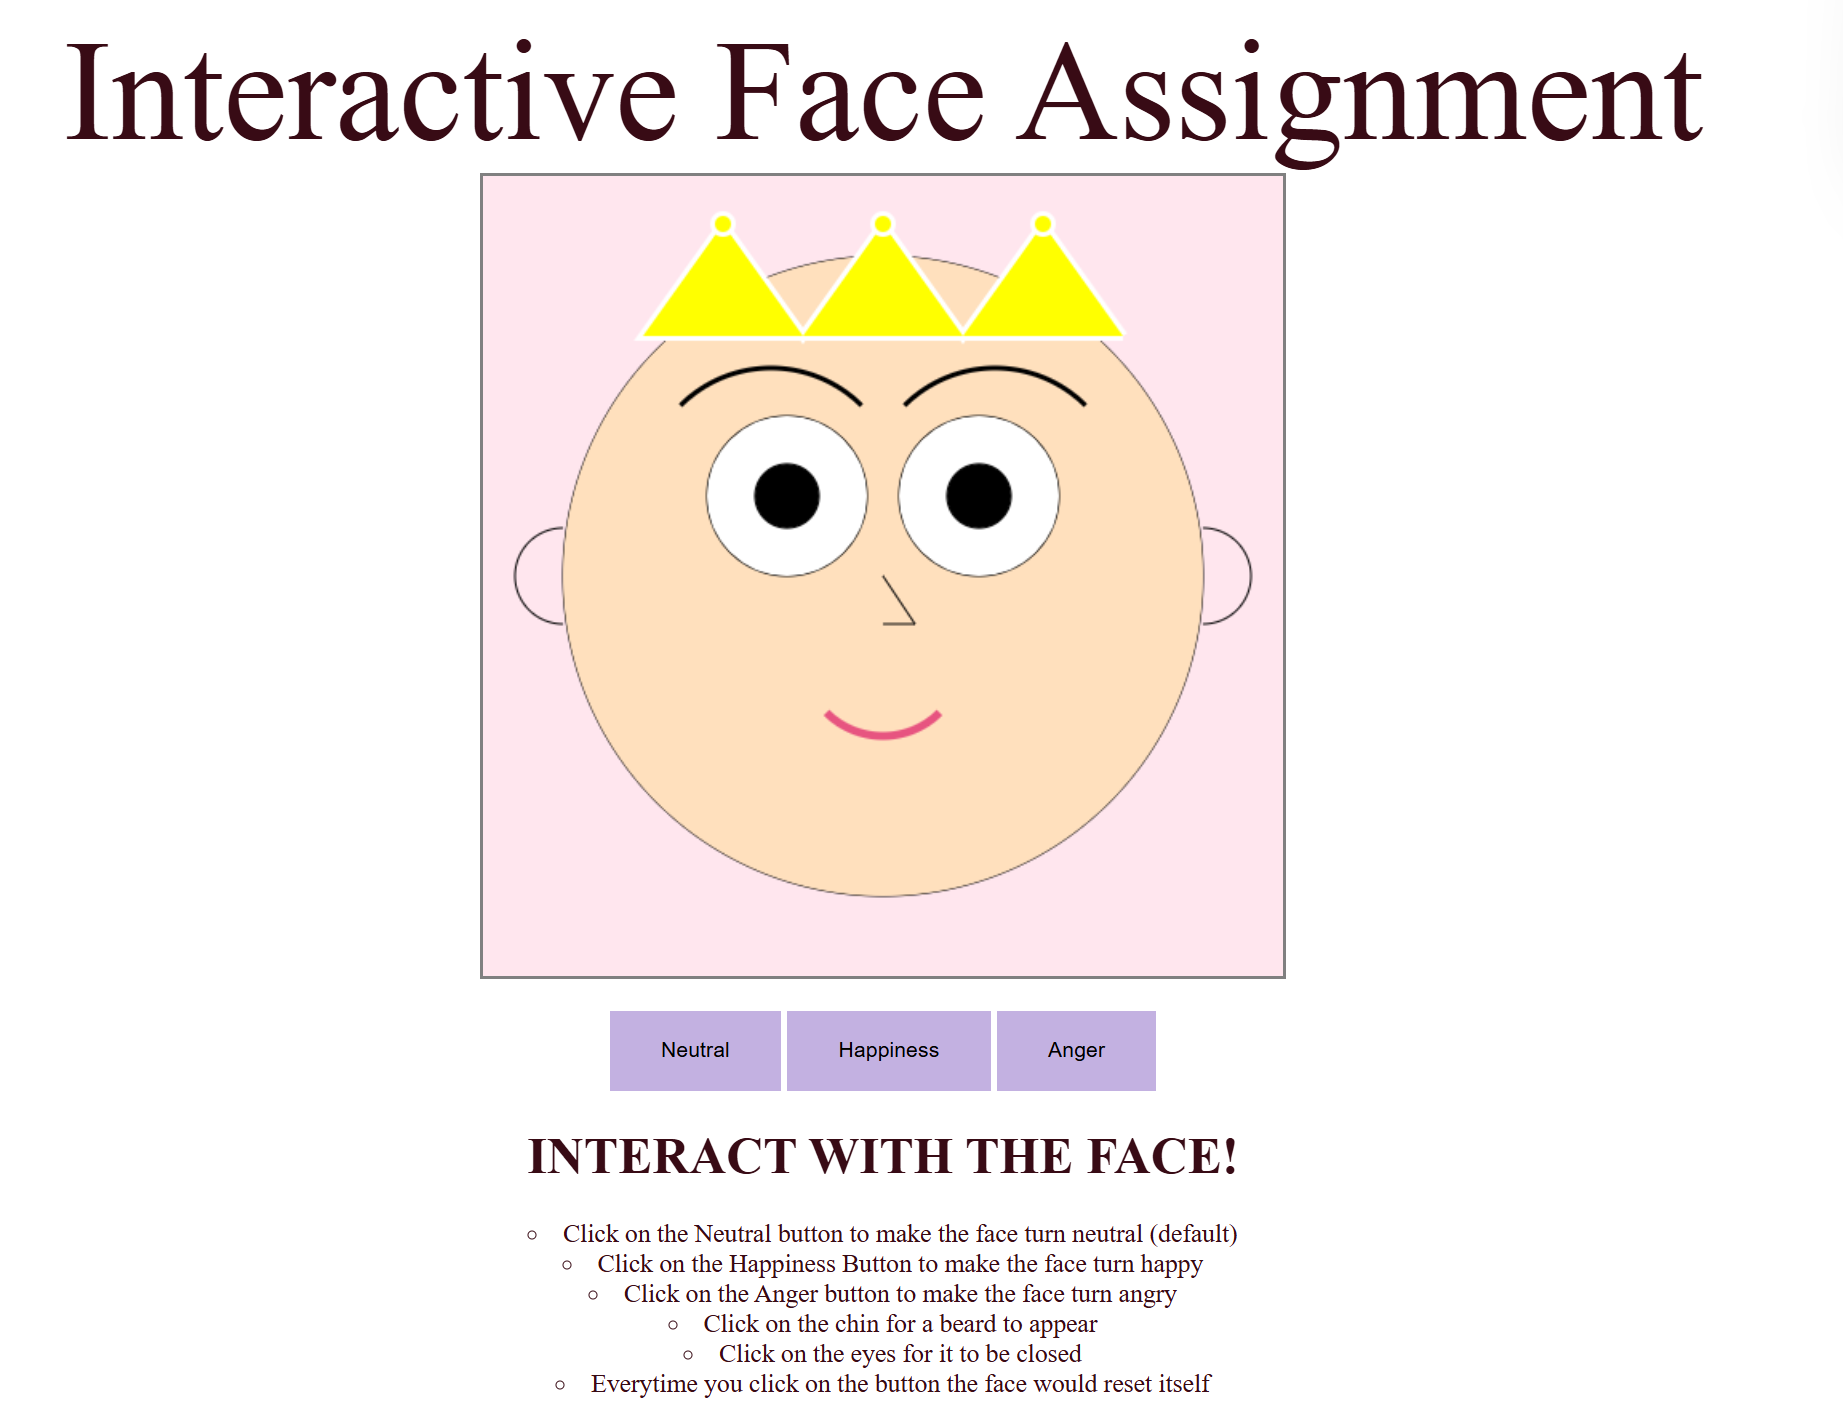 Interactive Face Assignment
Neutral
Happiness
Anger
INTERACT WITH THE FACE!
Click on the Neutral button to make the face turn neutral (default)
Click on the Happiness Button to make the face turn happy
Click on the Anger button to make the face turn angry
Click on the chin for a beard to appear
Click on the eyes for it to be closed
Everytime you click on the button the face would reset itself